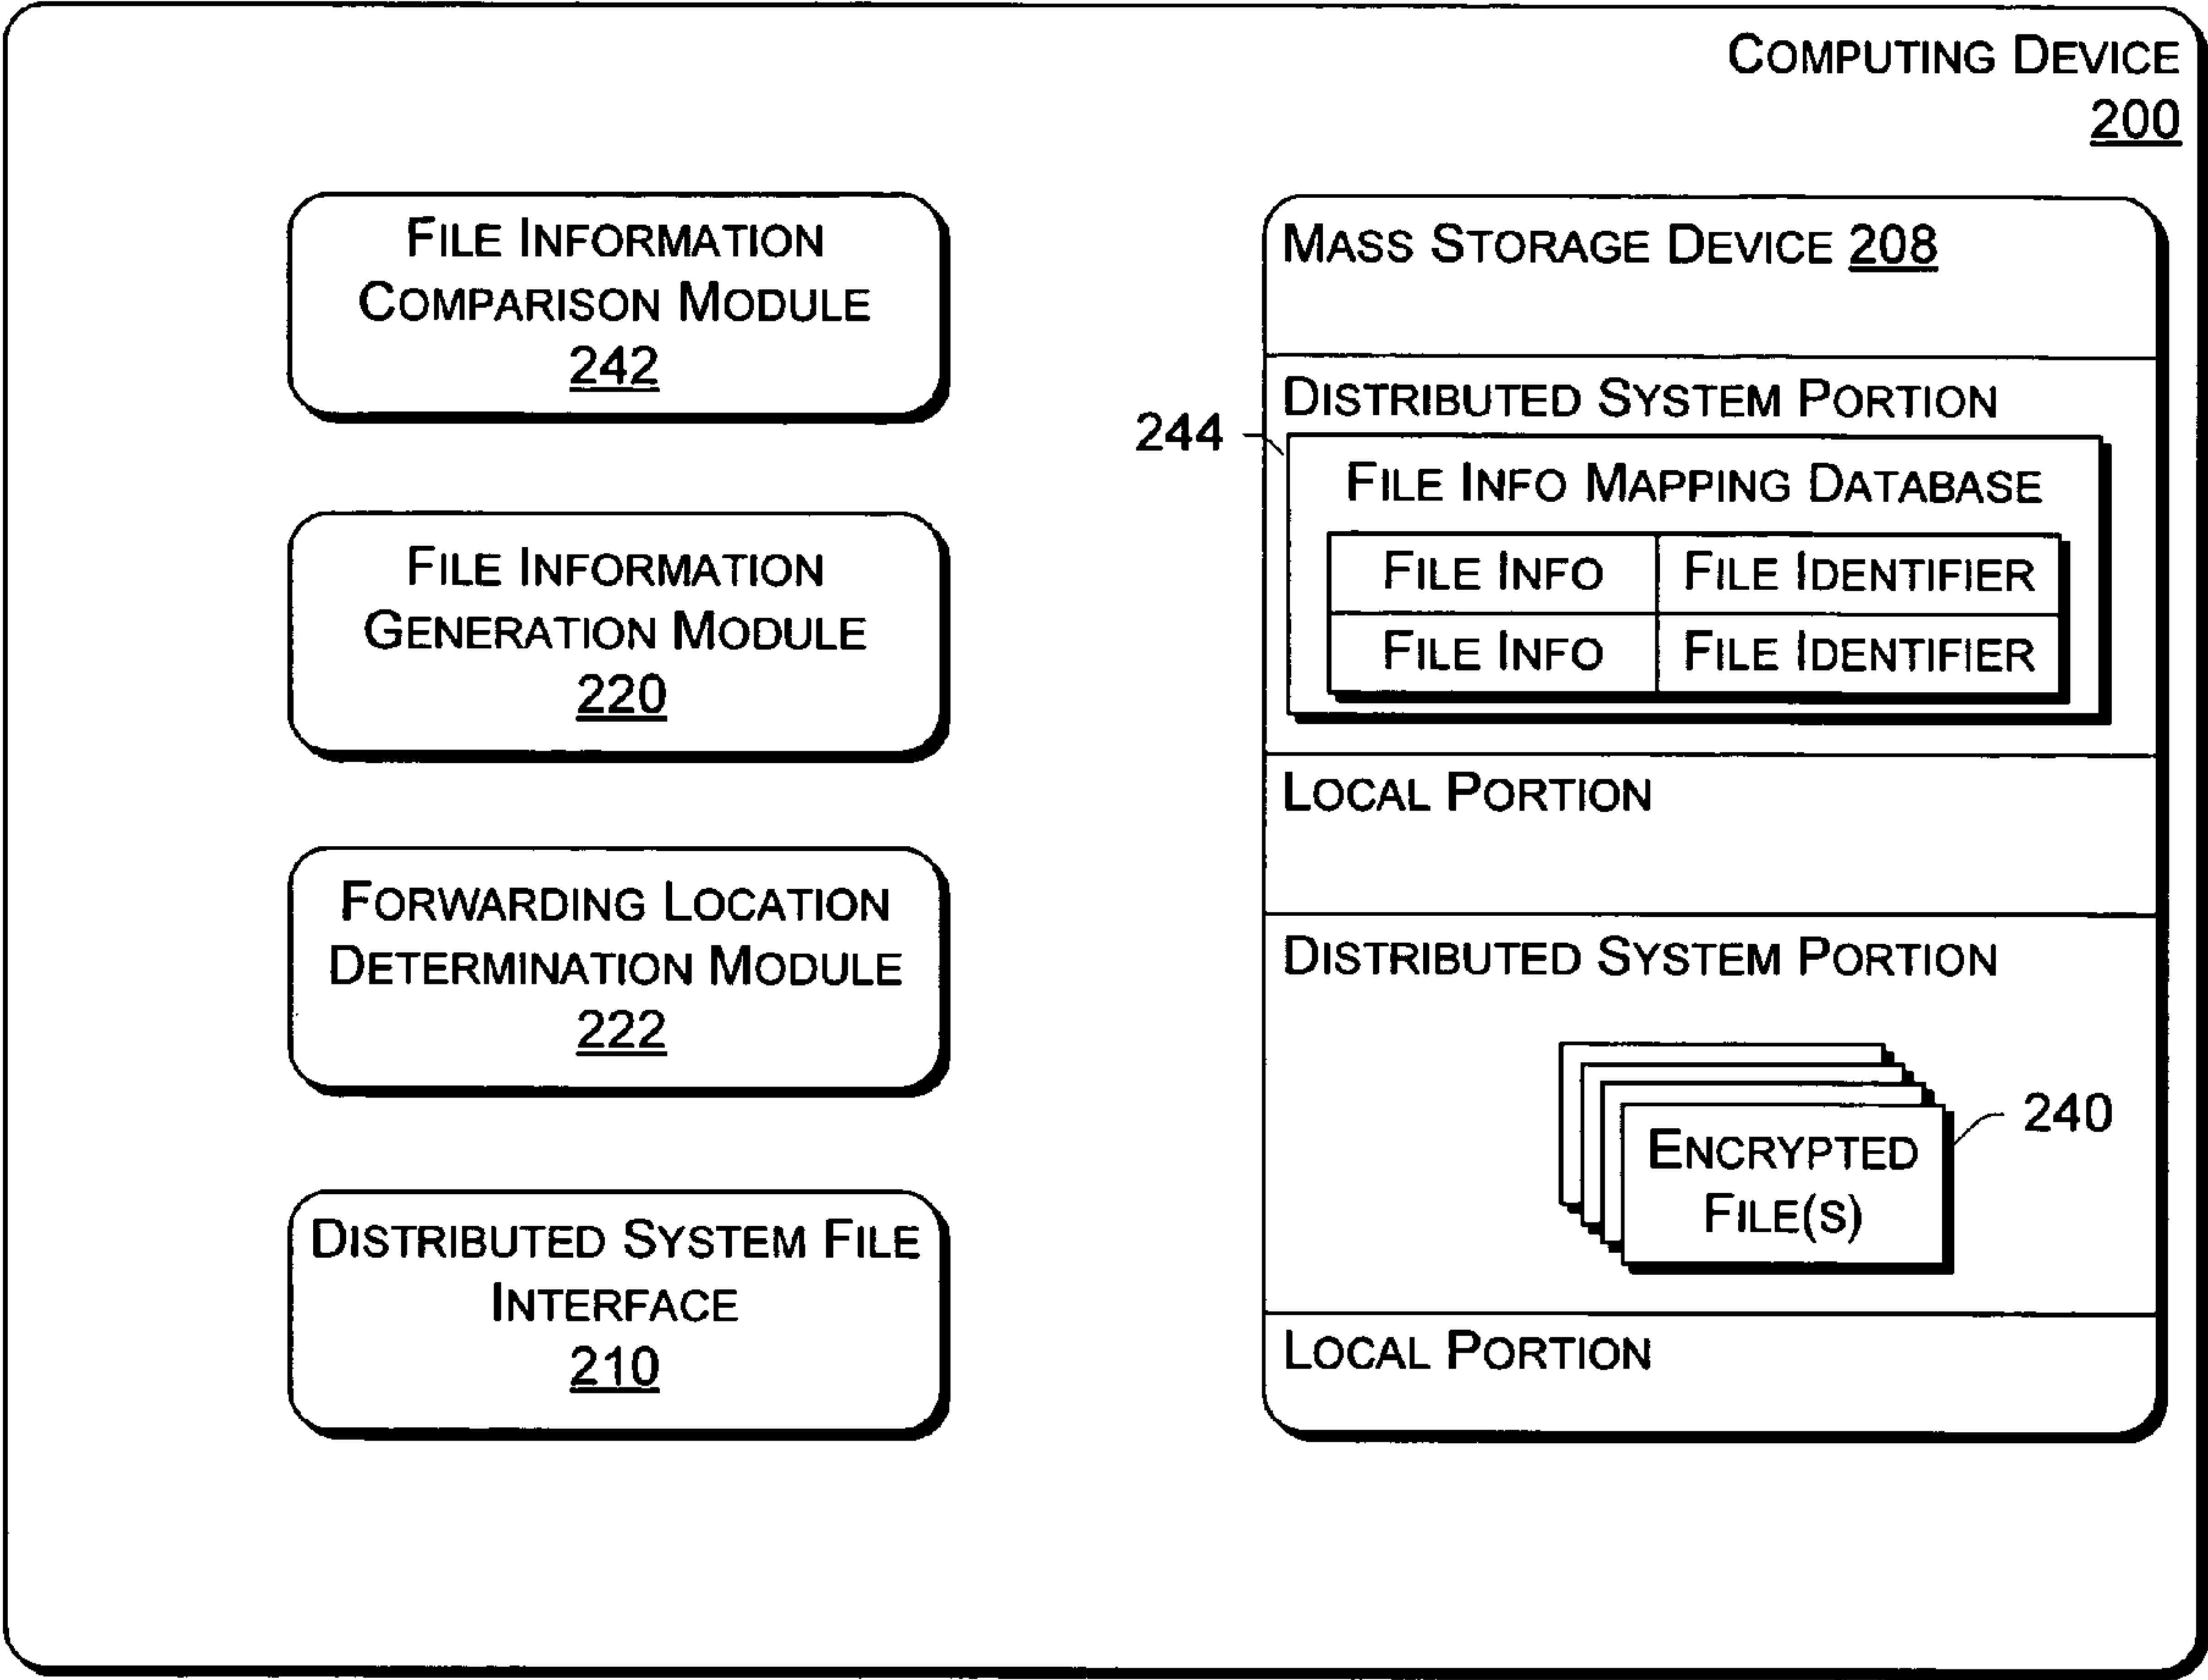 COMPUTING DEVICE
200
FILE INFORMATION
COMPARISON MODULE
242
FILE INFORMATION
GENERATION MODULE
220
FORWARDING LOCATION
DETERMINATION MODULE
222
DISTRIBUTED SYSTEM FILE
INTERFACE
210
MASS STORAGE DEVICE 208
DISTRIBUTED SYSTEM PORTION
244
FILE INFO MAPPING DATABASE
FILE INFO FILE IDENTIFIER
FILE INFO FILE IDENTIFIER
LOCAL PORTION
DISTRIBUTED SYSTEM PORTION
ENCRYPTED
FILE(S)
240
LOCAL PORTION